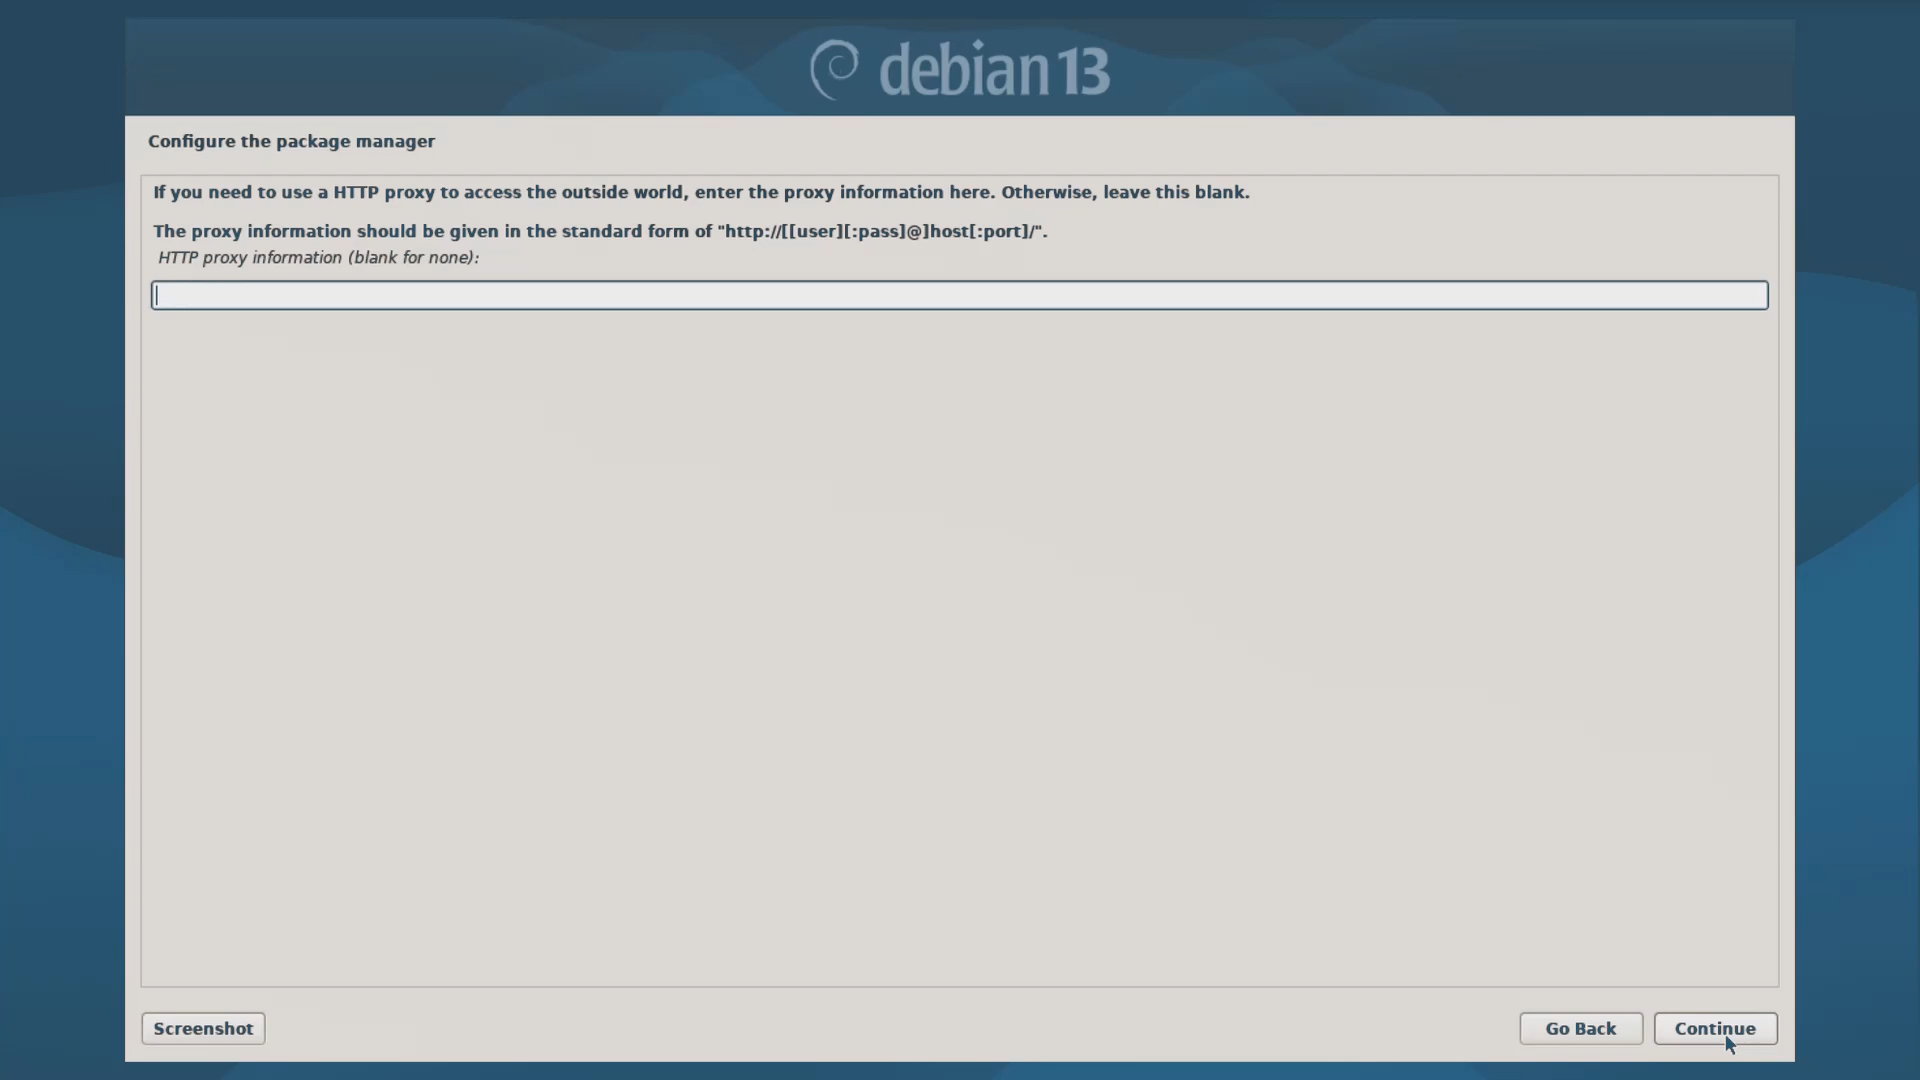 debian 13
Configure the package manager
If you need to use a HTTP proxy to access the outside world, enter the proxy information here. Otherwise, leave this blank.
The proxy information should be given in the standard form of "http://[[user][:pass]@]host[:port]/".
HTTP proxy information (blank for none):
Screenshot
Go Back
Continue